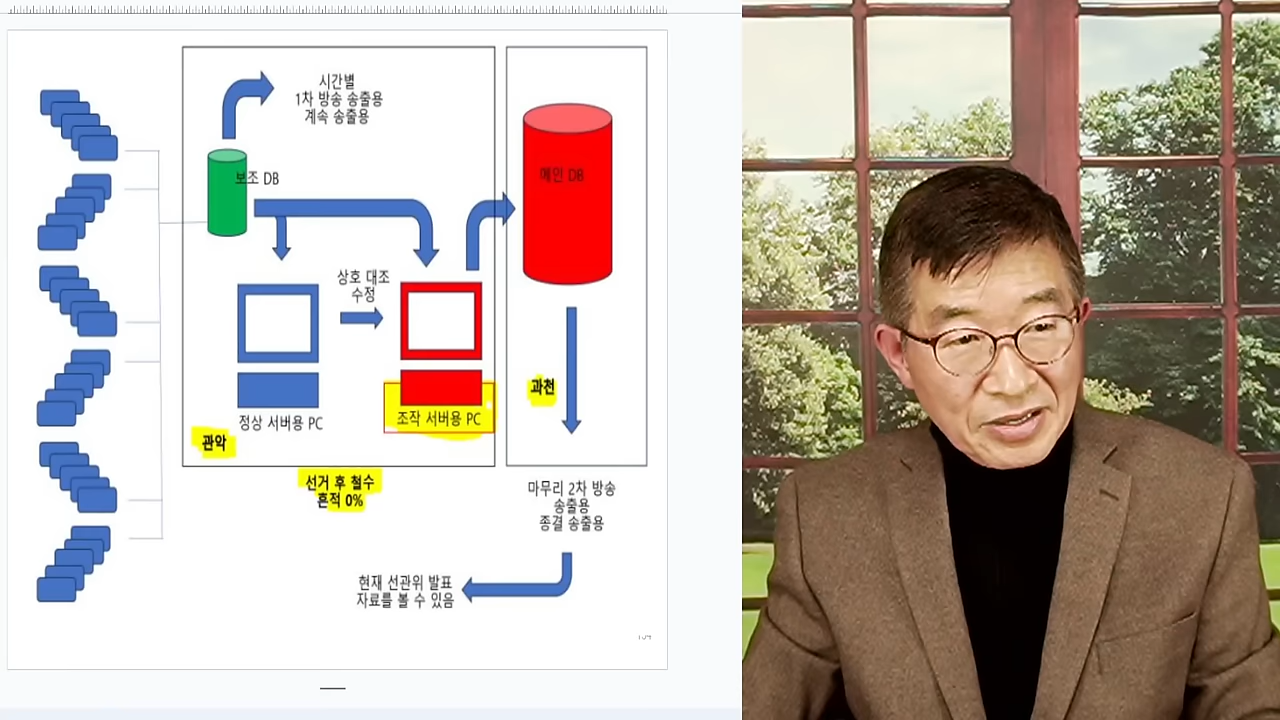 시간별
1차 방송 송출용
계속 송출용
보조 DB
메인 DB
상호 대조
수정
정상 서버용 PC
조작 서버용 PC
관악
과천
선거 후 철수
흔적 0%
마무리 2차 방송
송출용
종결 송출용
현재 선관위 발표
자료를 볼 수 있음